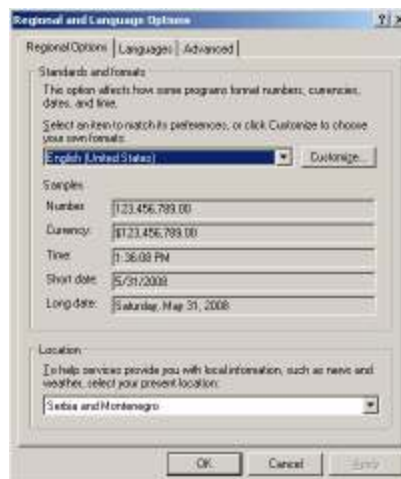 Regional and Language Options
Regional Options Languages Advanced
Standards and formats
This option affects how some programs format numbers, currencies,
dates, and time.
Select an item to match its preferences, or click Customize to choose
your own formats:
English (United States) Customize...
Samples
Number: 123,456,789.00
Currency: $123,456,789.00
Time: 1:36:08 PM
Short date: 5/31/2008
Long date: Saturday, May 31, 2008
Location
To help services provide you with local information, such as news and
weather, select your present location:
Serbia and Montenegro
OK Cancel Apply